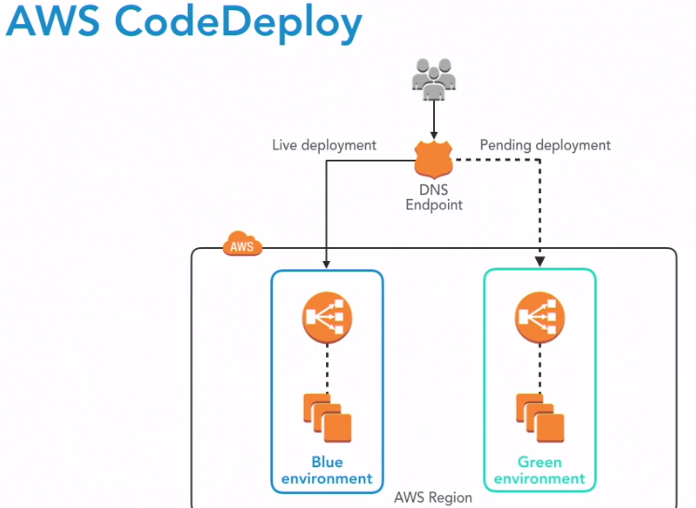 AWS CodeDeploy
Live deployment
Pending deployment
DNS
Endpoint
AWS
Blue
environment
Green
environment
AWS Region